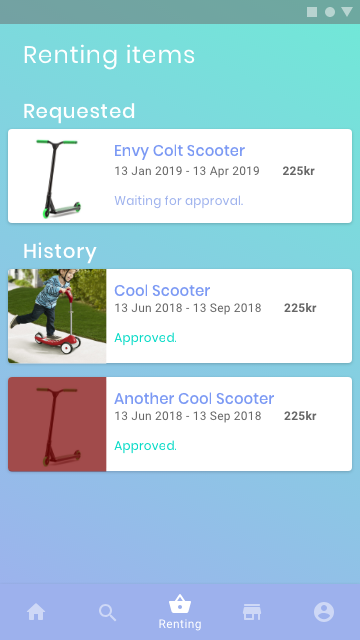 Renting items
Requested
Envy Colt Scooter
13 Jan 2019 - 13 Apr 2019 225kr
Waiting for approval.
History
Cool Scooter
13 Jun 2018 - 13 Sep 2018 225kr
Approved.
Another Cool Scooter
13 Jun 2018 - 13 Sep 2018 225kr
Approved.
Renting